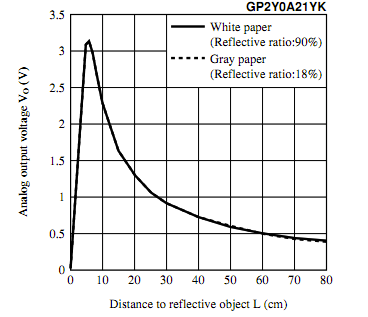 GP2Y0A21YK
3.5
White paper
(Reflective ratio:90%)
Gray paper
(Reflective ratio:18%)
3
2.5
2
1.5
1
0.5
0
Analog output voltage VO (V)
0 10 20 30 40 50 60 70 80
Distance to reflective object L (cm)